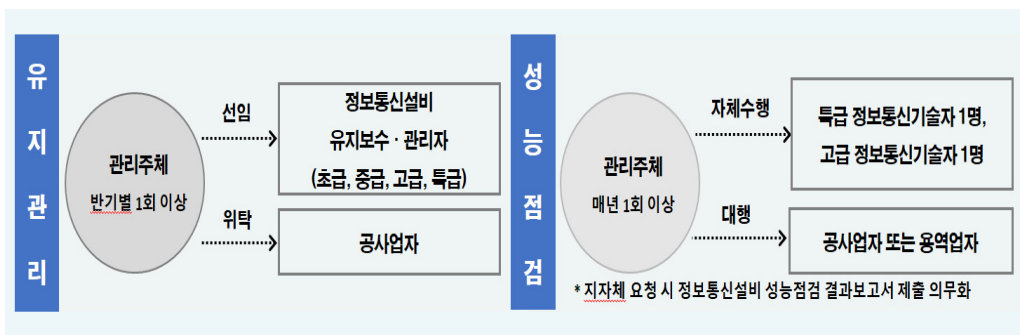 유지관리
관리주체
반기별 1회 이상
선임
정보통신설비
유지보수 · 관리자
(초급, 중급, 고급, 특급)
위탁
공사업자
성능점검
관리주체
매년 1회 이상
자체수행
특급 정보통신기술자 1명,
고급 정보통신기술자 1명
대행
공사업자 또는 용역업자
* 지자체 요청 시 정보통신설비 성능점검 결과보고서 제출 의무화